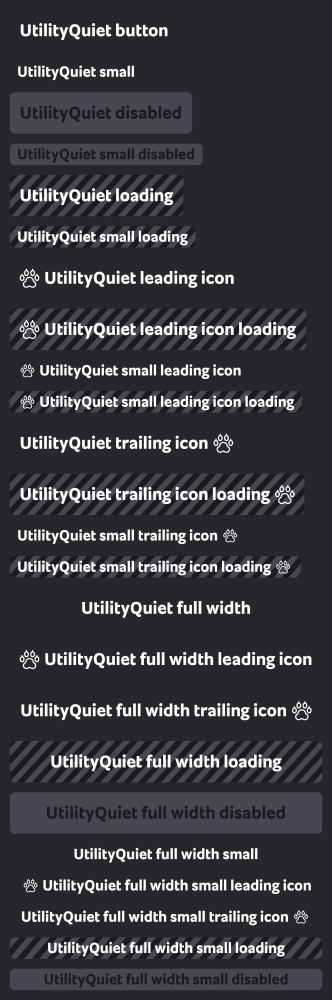 UtilityQuiet button
UtilityQuiet small
UtilityQuiet disabled
UtilityQuiet small disabled
UtilityQuiet loading
UtilityQuiet small loading
UtilityQuiet leading icon
UtilityQuiet leading icon loading
UtilityQuiet small leading icon
UtilityQuiet small leading icon loading
UtilityQuiet trailing icon
UtilityQuiet trailing icon loading
UtilityQuiet small trailing icon
UtilityQuiet small trailing icon loading
UtilityQuiet full width
UtilityQuiet full width leading icon
UtilityQuiet full width trailing icon
UtilityQuiet full width loading
UtilityQuiet full width disabled
UtilityQuiet full width small
UtilityQuiet full width small leading icon
UtilityQuiet full width small trailing icon
UtilityQuiet full width small loading
UtilityQuiet full width small disabled